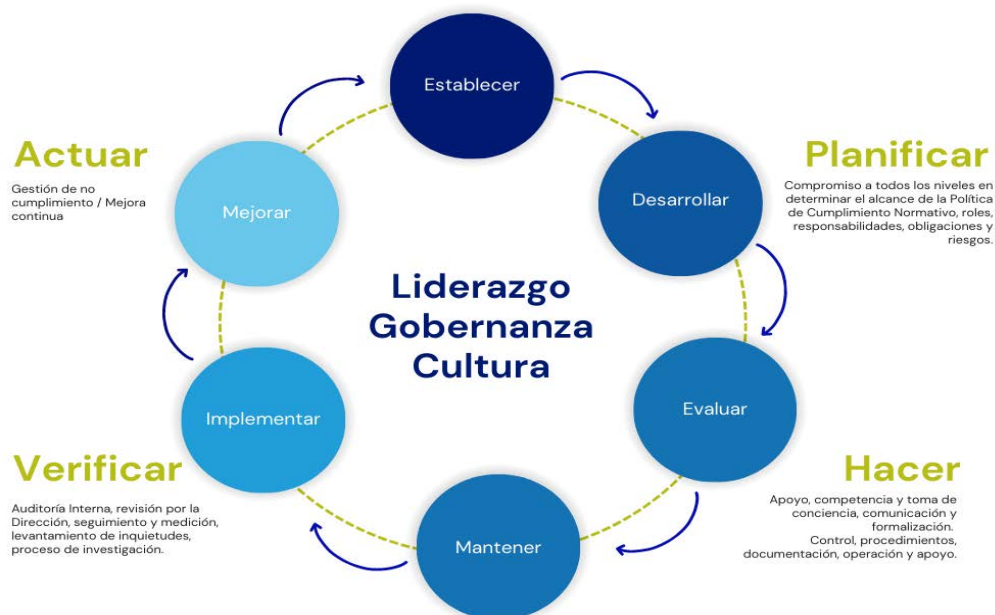 Establecer
Actuar
Gestión de no
cumplimiento / Mejora
continua
Mejorar
Desarrollar
Planificar
Compromiso a todos los niveles en
determinar el alcance de la Política
de Cumplimiento Normativo, roles,
responsabilidades, obligaciones y
riesgos.
Liderazgo
Gobernanza
Cultura
Implementar
Evaluar
Verificar
Auditoría Interna, revisión por la
Dirección, seguimiento y medición,
levantamiento de inquietudes,
proceso de investigación.
Mantener
Hacer
Apoyo, competencia y toma de
conciencia, comunicación y
formalización.
Control, procedimientos,
documentación, operación y apoyo.